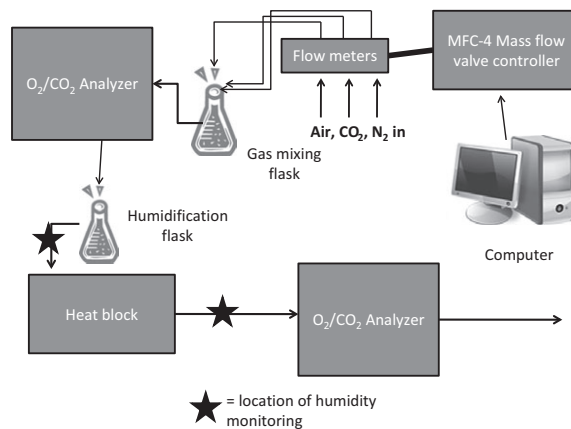 O₂/CO₂ Analyzer
Flow meters
MFC-4 Mass flow
valve controller
Air, CO₂, N₂ in
Gas mixing
flask
Humidification
flask
Computer
Heat block
O₂/CO₂ Analyzer
= location of humidity
monitoring